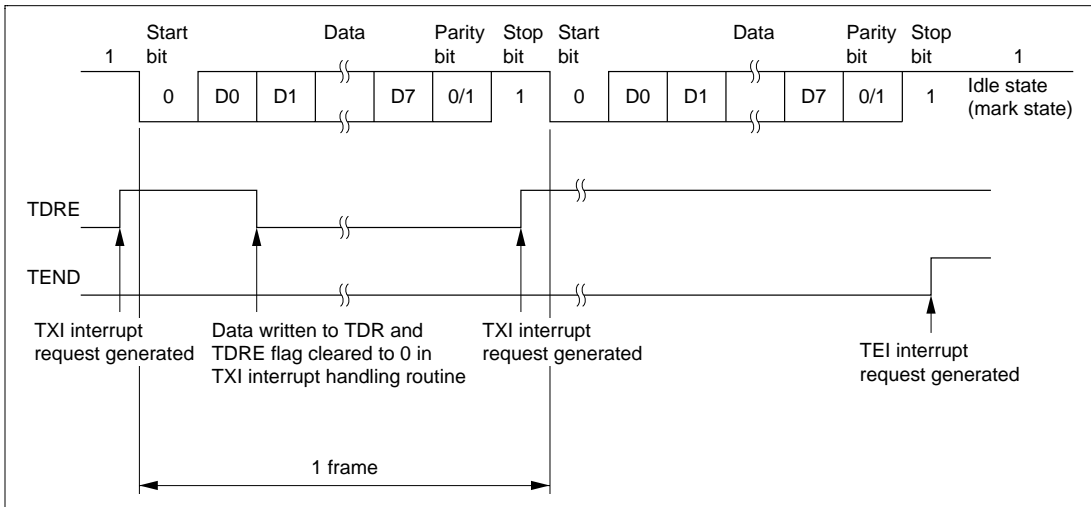 Start bit Data Parity bit Stop bit Start bit Data Parity bit Stop bit
1 1
0 D0 D1 D7 0/1 1 0 D0 D1 D7 0/1 1 Idle state (mark state)
TDRE
TEND
TXI interrupt
request generated
Data written to TDR and
TDRE flag cleared to 0 in
TXI interrupt handling routine
TXI interrupt
request generated
TEI interrupt
request generated
1 frame